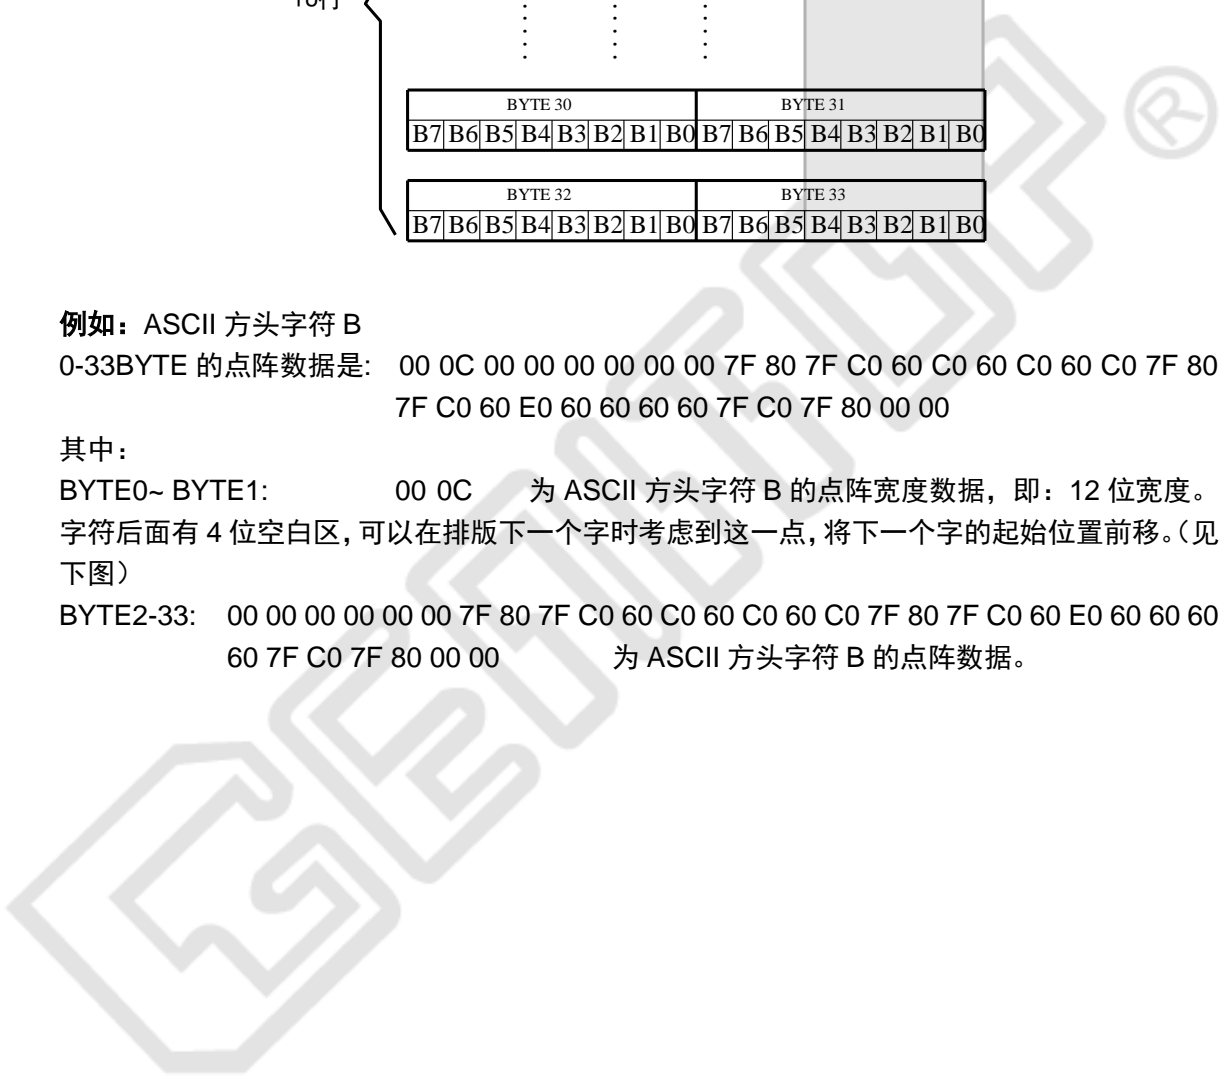 BYTE 30 BYTE 31
B7 B6 B5 B4 B3 B2 B1 B0 B7 B6 B5 B4 B3 B2 B1 B0
BYTE 32 BYTE 33
B7 B6 B5 B4 B3 B2 B1 B0 B7 B6 B5 B4 B3 B2 B1 B0
例如：ASCII 方头字符 B
0-33BYTE 的点阵数据是: 00 0C 00 00 00 00 00 00 7F 80 7F C0 60 C0 60 C0 60 C0 7F 80
7F C0 60 E0 60 60 60 60 7F C0 7F 80 00 00
其中：
BYTE0~ BYTE1: 00 0C 为 ASCII 方头字符 B 的点阵宽度数据，即：12 位宽度。
字符后面有 4 位空白区，可以在排版下一个字时考虑到这一点，将下一个字的起始位置前移。（见
下图）
BYTE2-33: 00 00 00 00 00 00 7F 80 7F C0 60 C0 60 C0 60 C0 7F 80 7F C0 60 E0 60 60 60
60 7F C0 7F 80 00 00 为 ASCII 方头字符 B 的点阵数据。